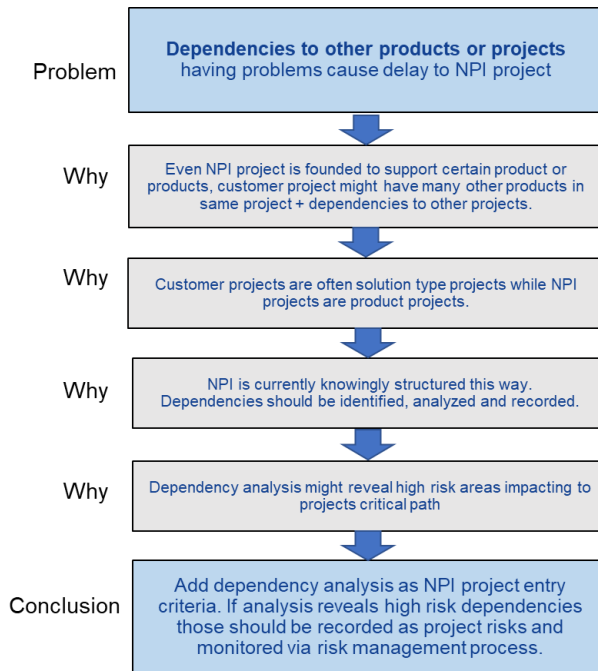 Problem
Dependencies to other products or projects
having problems cause delay to NPI project
Why
Even NPI project is founded to support certain product or
products, customer project might have many other products in
same project + dependencies to other projects.
Why
Customer projects are often solution type projects while NPI
projects are product projects.
Why
NPI is currently knowingly structured this way.
Dependencies should be identified, analyzed and recorded.
Why
Dependency analysis might reveal high risk areas impacting to
projects critical path
Conclusion
Add dependency analysis as NPI project entry
criteria. If analysis reveals high risk dependencies
those should be recorded as project risks and
monitored via risk management process.